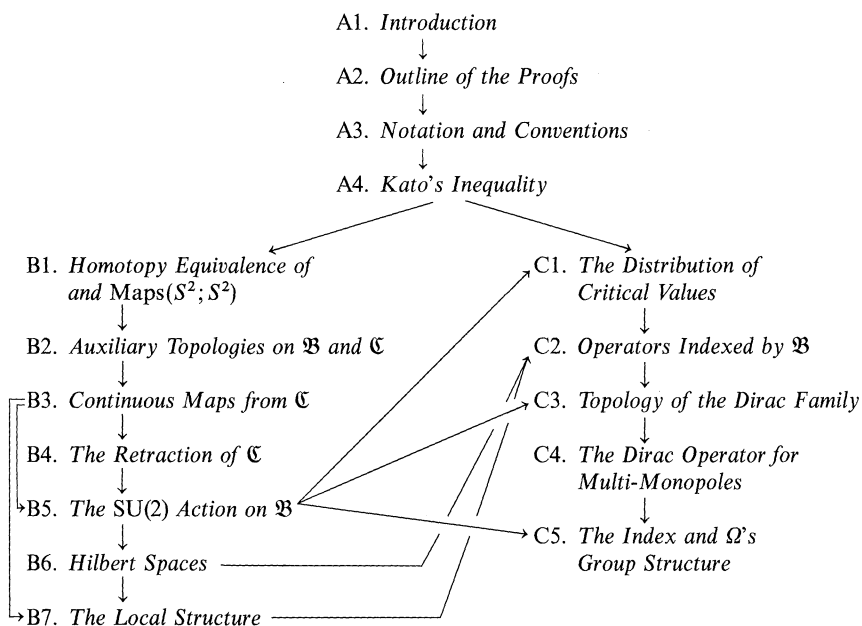 A1. Introduction
A2. Outline of the Proofs
A3. Notation and Conventions
A4. Kato's Inequality
B1. Homotopy Equivalence of
and Maps(S²; S²)
B2. Auxiliary Topologies on 𝔅 and ℭ
B3. Continuous Maps from ℭ
B4. The Retraction of ℭ
B5. The SU(2) Action on 𝔅
B6. Hilbert Spaces
B7. The Local Structure
C1. The Distribution of
Critical Values
C2. Operators Indexed by 𝔅
C3. Topology of the Dirac Family
C4. The Dirac Operator for
Multi-Monopoles
C5. The Index and Ω's
Group Structure